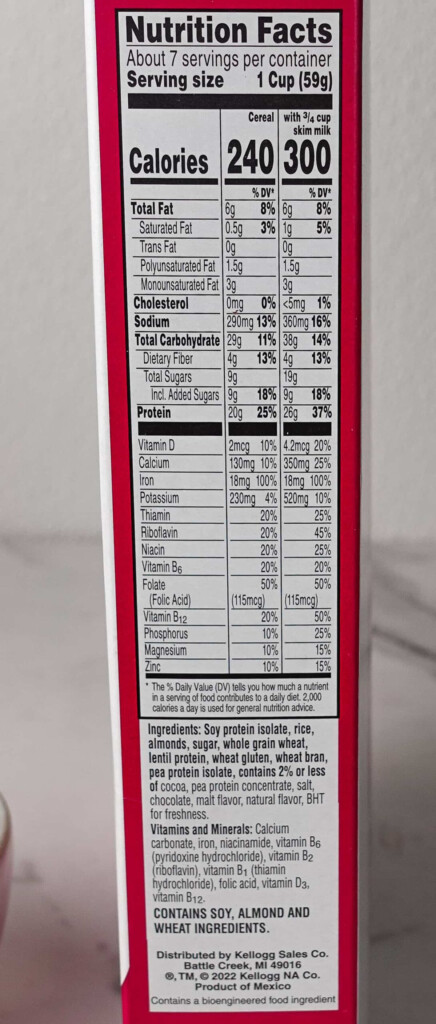 Nutrition Facts
About 7 servings per container
Serving size 1 Cup (59g)
Cereal with 3/4 cup
skim milk
Calories 240 300
% DV* % DV*
Total Fat 6g 8% 6g 8%
Saturated Fat 0.5g 3% 1g 5%
Trans Fat 0g 0g
Polyunsaturated Fat 1.5g 1.5g
Monounsaturated Fat 3g 3g
Cholesterol 0mg 0% <5mg 1%
Sodium 290mg 13% 360mg 16%
Total Carbohydrate 29g 11% 38g 14%
Dietary Fiber 4g 13% 4g 13%
Total Sugars 9g 19g
Incl. Added Sugars 9g 18% 9g 18%
Protein 20g 25% 26g 37%
Vitamin D 2mcg 10% 4.2mcg 20%
Calcium 130mg 10% 350mg 25%
Iron 18mg 100% 18mg 100%
Potassium 230mg 4% 520mg 10%
Thiamin 20% 25%
Riboflavin 20% 45%
Niacin 20% 25%
Vitamin B6 20% 20%
Folate 50% 50%
(Folic Acid) (115mcg) (115mcg)
Vitamin B12 20% 50%
Phosphorus 10% 25%
Magnesium 10% 15%
Zinc 10% 15%
* The % Daily Value (DV) tells you how much a nutrient
in a serving of food contributes to a daily diet. 2,000
calories a day is used for general nutrition advice.
Ingredients: Soy protein isolate, rice,
almonds, sugar, whole grain wheat,
lentil protein, wheat gluten, wheat bran,
pea protein isolate, contains 2% or less
of cocoa, pea protein concentrate, salt,
chocolate, malt flavor, natural flavor, BHT
for freshness.
Vitamins and Minerals: Calcium
carbonate, iron, niacinamide, vitamin B6
(pyridoxine hydrochloride), vitamin B2
(riboflavin), vitamin B1 (thiamin
hydrochloride), folic acid, vitamin D3,
vitamin B12.
CONTAINS SOY, ALMOND AND
WHEAT INGREDIENTS.
Distributed by Kellogg Sales Co.
Battle Creek, MI 49016
®, TM, © 2022 Kellogg NA Co.
Product of Mexico
Contains a bioengineered food ingredient